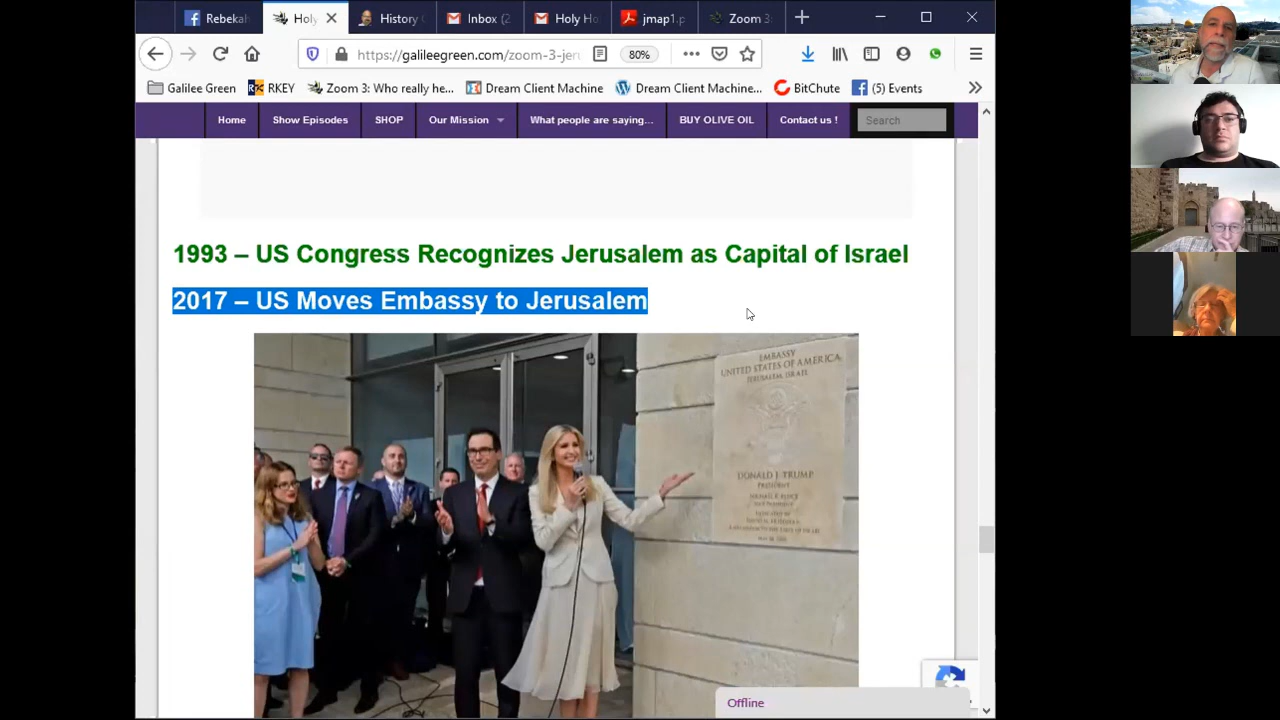 Rebekah
Holy
History
Inbox (2
Holy Ho
jmap1.p
Zoom 3:
https://galileegreen.com/zoom-3-jer
80%
Galilee Green
RKEY
Zoom 3: Who really he...
Dream Client Machine
Dream Client Machine...
BitChute
(5) Events
Home
Show Episodes
SHOP
Our Mission
What people are saying...
BUY OLIVE OIL
Contact us !
Search
1993 – US Congress Recognizes Jerusalem as Capital of Israel
2017 – US Moves Embassy to Jerusalem
EMBASSY
UNITED STATES OF AMERICA
JERUSALEM, ISRAEL
DONALD J. TRUMP
PRESIDENT
Offline